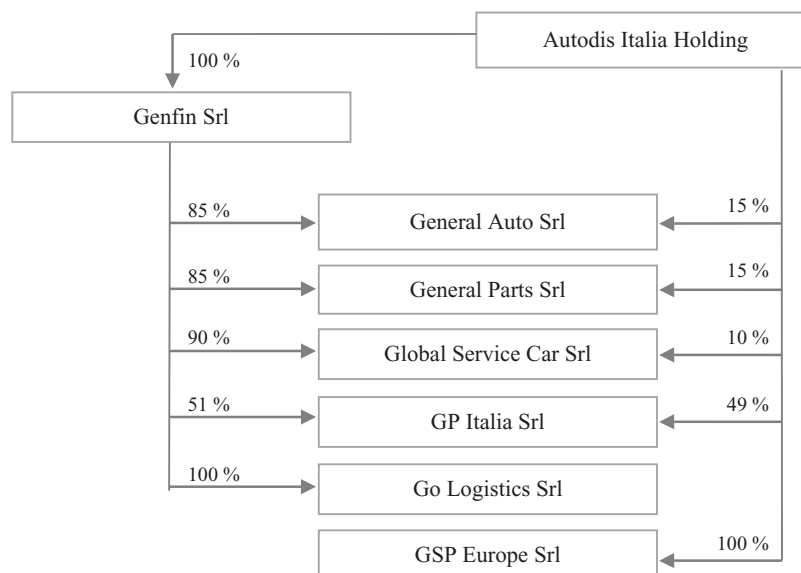 Autodis Italia Holding
100 %
Genfin Srl
85 %
General Auto Srl
15 %
85 %
General Parts Srl
15 %
90 %
Global Service Car Srl
10 %
51 %
GP Italia Srl
49 %
100 %
Go Logistics Srl
GSP Europe Srl
100 %